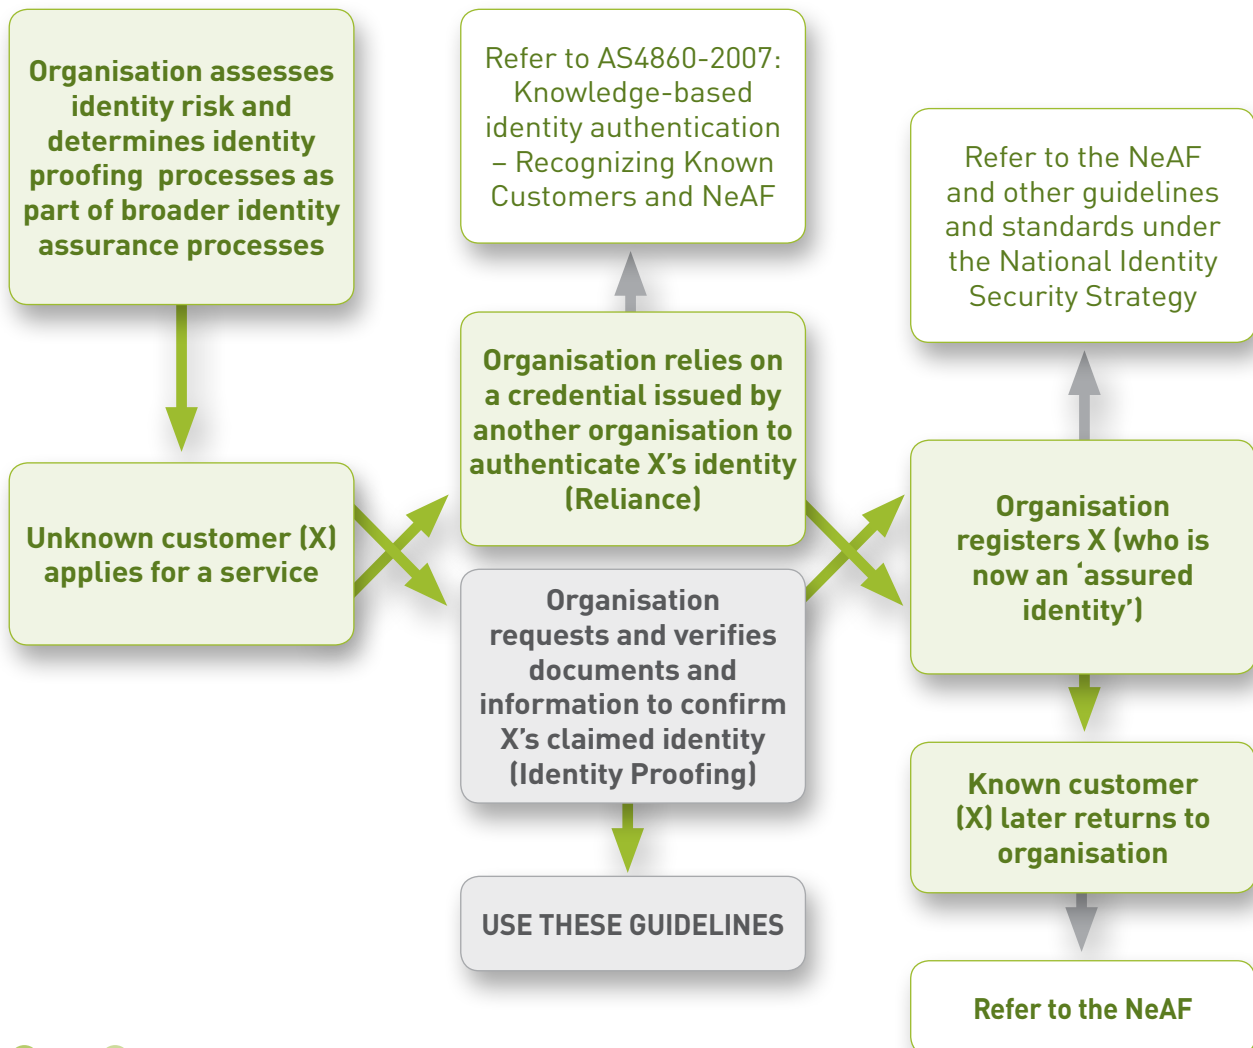 Organisation assesses
identity risk and
determines identity
proofing processes as
part of broader identity
assurance processes
Unknown customer (X)
applies for a service
Refer to AS4860-2007:
Knowledge-based
identity authentication
– Recognizing Known
Customers and NeAF
Organisation relies on
a credential issued by
another organisation to
authenticate X's identity
(Reliance)
Organisation
requests and verifies
documents and
information to confirm
X's claimed identity
(Identity Proofing)
USE THESE GUIDELINES
Refer to the NeAF
and other guidelines
and standards under
the National Identity
Security Strategy
Organisation
registers X (who is
now an ‘assured
identity’)
Known customer
(X) later returns to
organisation
Refer to the NeAF